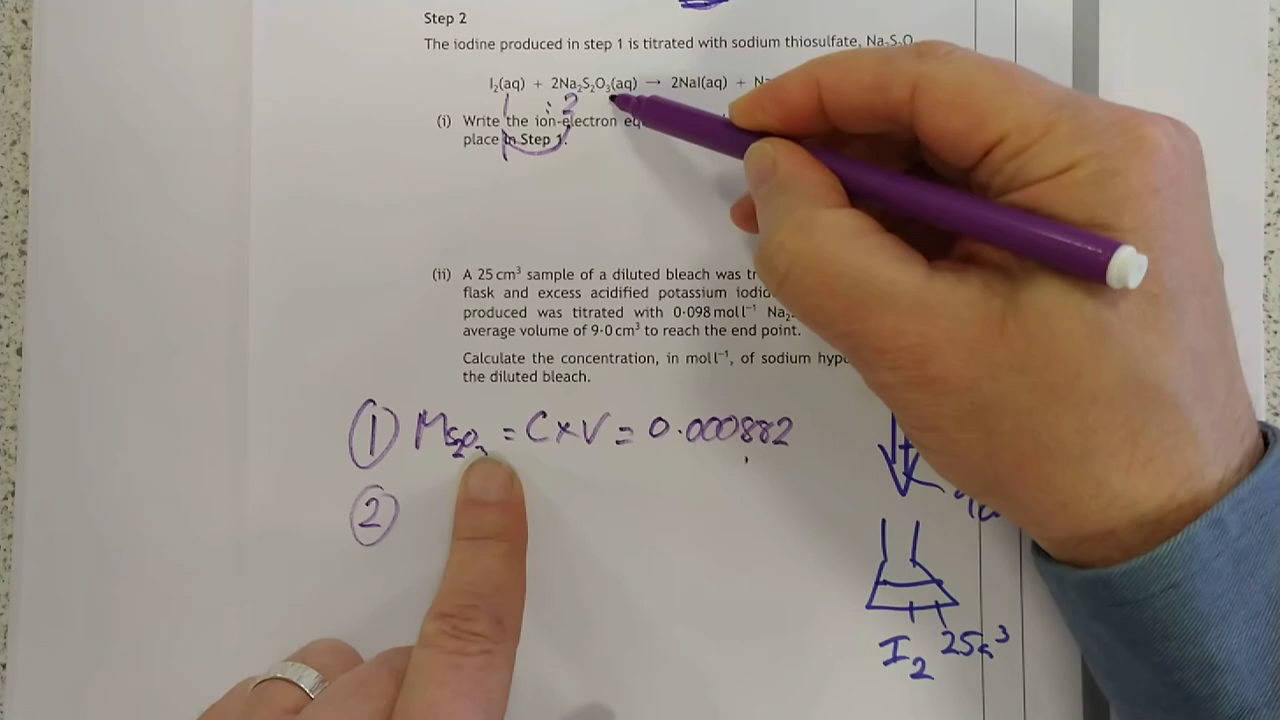 Step 2
The iodine produced in step 1 is titrated with sodium thiosulfate, Na₂S₂O
I₂(aq) + 2Na₂S₂O₃(aq) → 2NaI(aq) + Na
1 : 2
(i) Write the ion-electron eq
place in Step 1.
(ii) A 25 cm³ sample of a diluted bleach was tr
flask and excess acidified potassium iodid
produced was titrated with 0·098 mol l⁻¹ Na₂
average volume of 9·0 cm³ to reach the end point.
Calculate the concentration, in mol l⁻¹, of sodium hypo
the diluted bleach.
① M S₂O₃ = C×V = 0.000882
②
I₂ 25c³